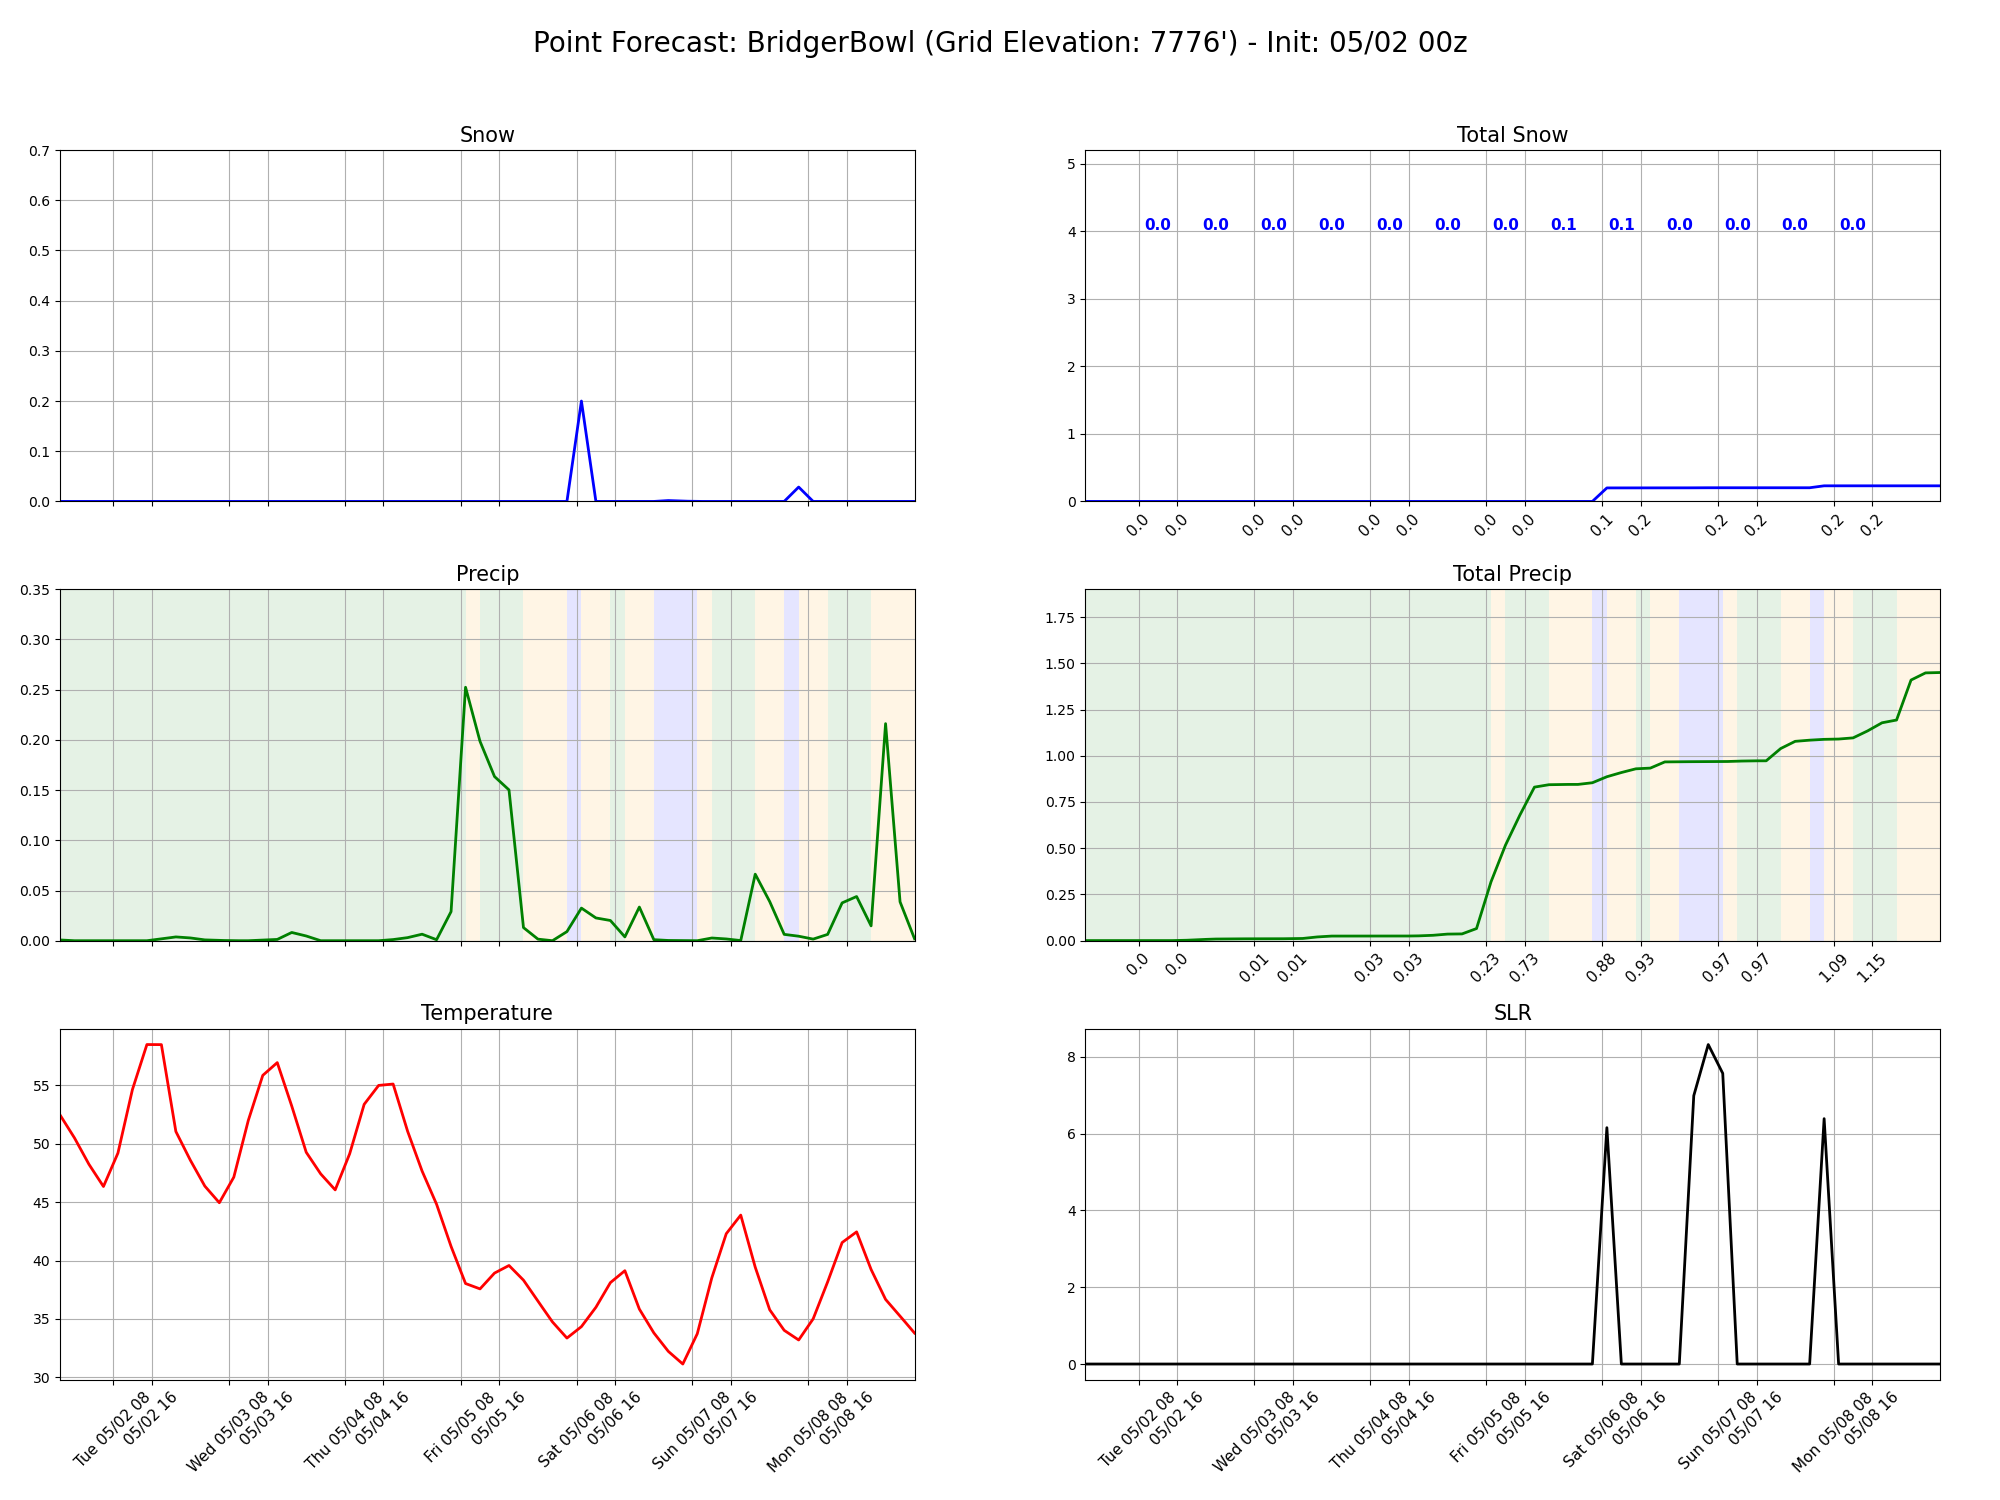 Point Forecast: BridgerBowl (Grid Elevation: 7776') - Init: 05/02 00z
Snow
0.7
0.6
0.5
0.4
0.3
0.2
0.1
0.0
Total Snow
5
4
3
2
1
0
0.0 0.0 0.0 0.0 0.0 0.0 0.0 0.1 0.1 0.0 0.0 0.0 0.0
0.0 0.0 0.0 0.0 0.0 0.0 0.0 0.0 0.1 0.2 0.2 0.2 0.2 0.2
Precip
0.35
0.30
0.25
0.20
0.15
0.10
0.05
0.00
Total Precip
1.75
1.50
1.25
1.00
0.75
0.50
0.25
0.00
0.0 0.0 0.01 0.01 0.03 0.03 0.23 0.73 0.88 0.93 0.97 0.97 1.09 1.15
Temperature
55
50
45
40
35
30
Tue 05/02 08
05/02 16
Wed 05/03 08
05/03 16
Thu 05/04 08
05/04 16
Fri 05/05 08
05/05 16
Sat 05/06 08
05/06 16
Sun 05/07 08
05/07 16
Mon 05/08 08
05/08 16
SLR
8
6
4
2
0
Tue 05/02 08
05/02 16
Wed 05/03 08
05/03 16
Thu 05/04 08
05/04 16
Fri 05/05 08
05/05 16
Sat 05/06 08
05/06 16
Sun 05/07 08
05/07 16
Mon 05/08 08
05/08 16